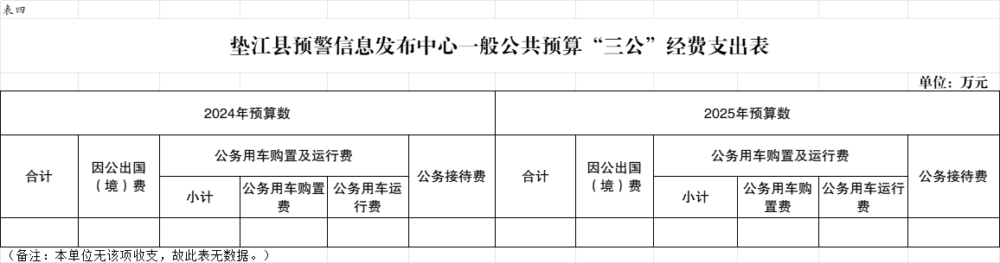 表四
垫江县预警信息发布中心一般公共预算“三公”经费支出表
单位：万元
2024年预算数
2025年预算数
合计
因公出国
（境）费
公务用车购置及运行费
小计
公务用车购置
费
公务用车运
行费
公务接待费
合计
因公出国
（境）费
公务用车购置及运行费
小计
公务用车购
置费
公务用车运行
费
公务接待费
（备注：本单位无该项收支，故此表无数据。）